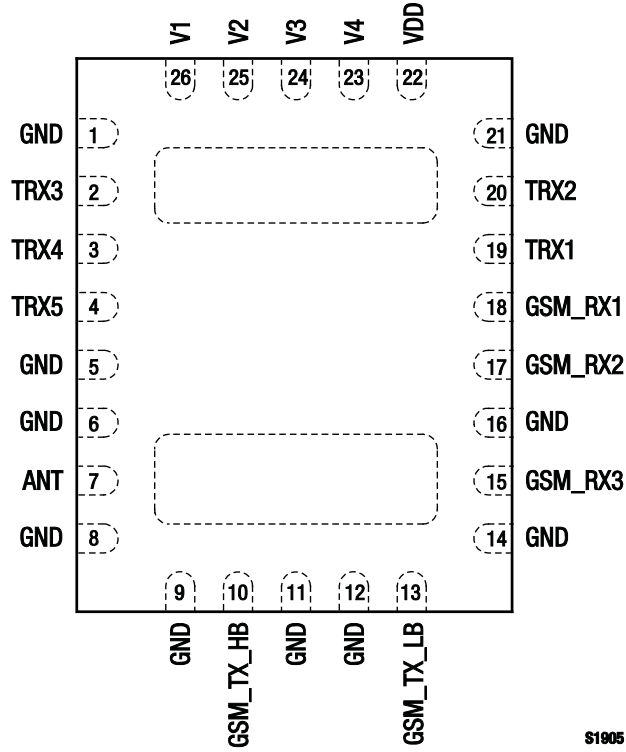 V1 V2 V3 V4 VDD
26 25 24 23 22
GND 1 21 GND
TRX3 2 20 TRX2
TRX4 3 19 TRX1
TRX5 4 18 GSM_RX1
GND 5 17 GSM_RX2
GND 6 16 GND
ANT 7 15 GSM_RX3
GND 8 14 GND
9 10 11 12 13
GND GSM_TX_HB GND GND GSM_TX_LB
S1905